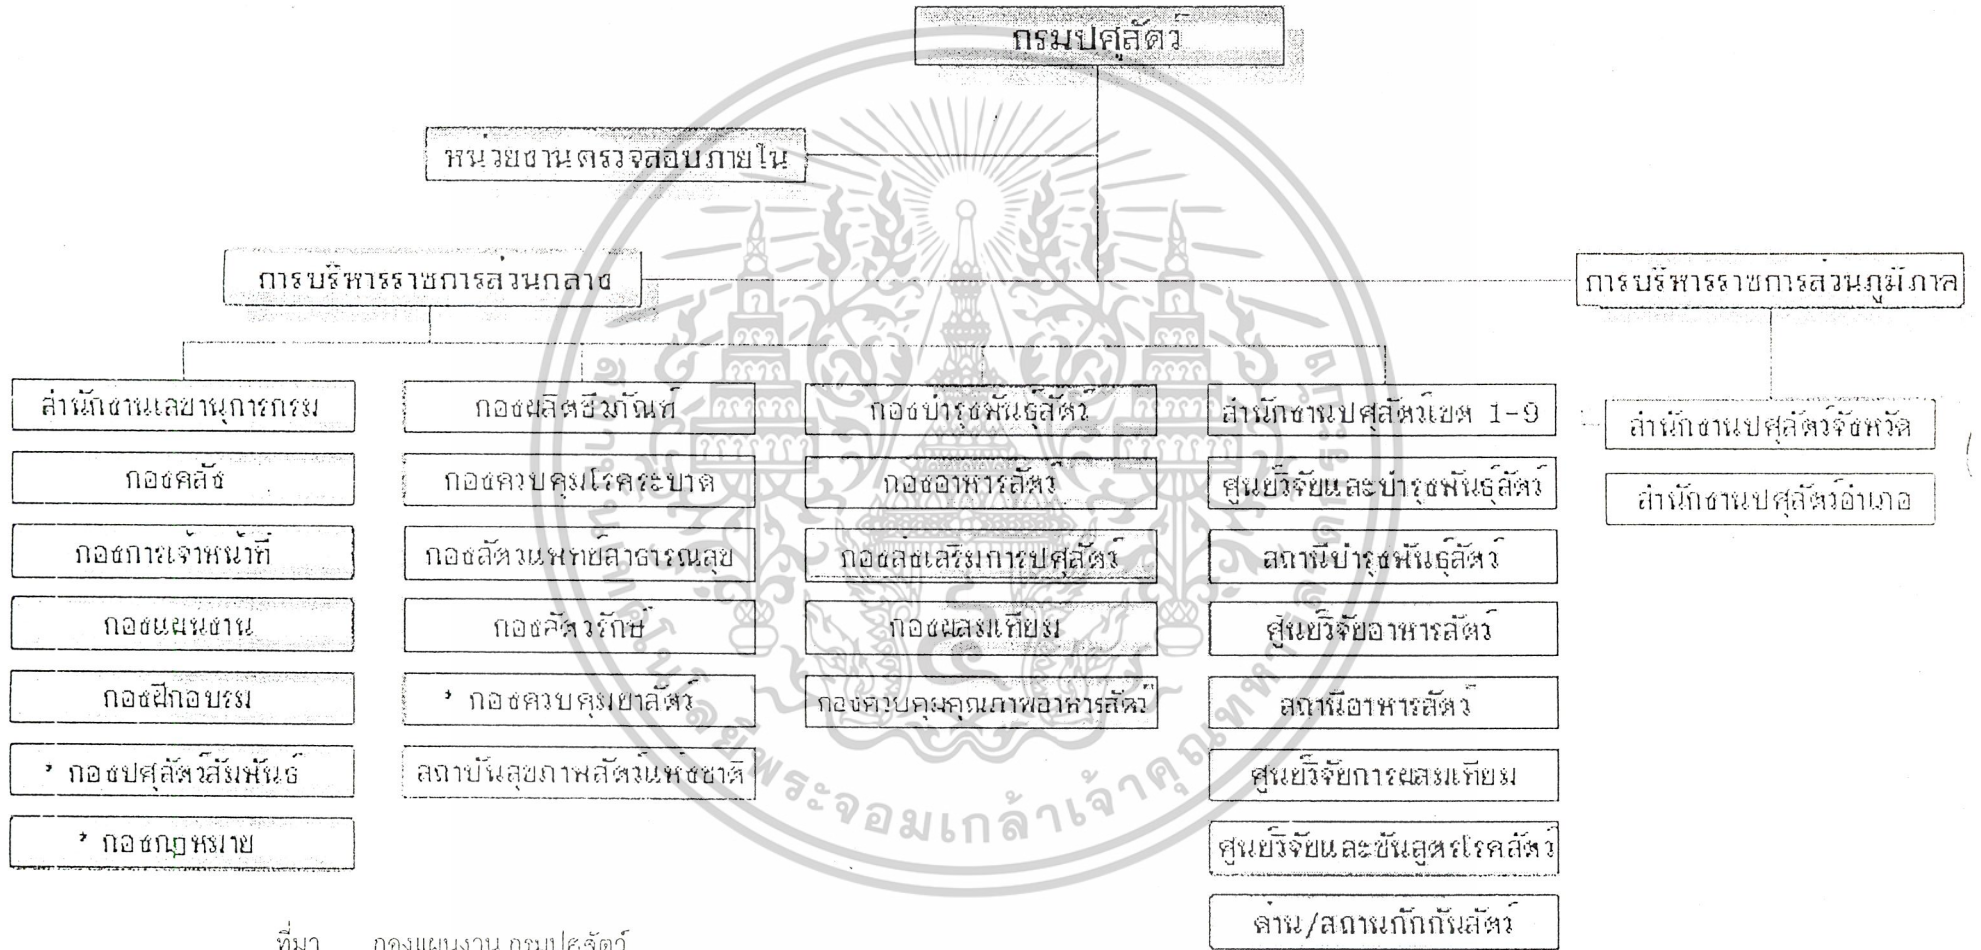 กรมปศุสัตว์
หน่วยงานตรวจสอบภายใน
การบริหารราชการส่วนกลาง
การบริหารราชการส่วนภูมิภาค
สำนักงานเลขานุการกรม
กองคลัง
กองการเจ้าหน้าที่
กองแผนงาน
กองฝึกอบรม
* กองปศุสัตว์สัมพันธ์
* กองกฎหมาย
กองผลิตชีวภัณฑ์
กองควบคุมโรคระบาด
กองสัตวแพทย์สาธารณสุข
กองสัตวรักษ์
* กองควบคุมยาสัตว์
สถาบันสุขภาพสัตว์แห่งชาติ
กองบำรุงพันธุ์สัตว์
กองอาหารสัตว์
กองส่งเสริมการปศุสัตว์
กองผสมเทียม
กองควบคุมคุณภาพอาหารสัตว์
สำนักงานปศุสัตว์เขต 1-9
ศูนย์วิจัยและบำรุงพันธุ์สัตว์
สถานีบำรุงพันธุ์สัตว์
ศูนย์วิจัยอาหารสัตว์
สถานีอาหารสัตว์
ศูนย์วิจัยการผสมเทียม
ศูนย์วิจัยและชันสูตรโรคสัตว์
ด่าน/สถานกักกันสัตว์
สำนักงานปศุสัตว์จังหวัด
สำนักงานปศุสัตว์อำเภอ
ที่มา กองแผนงาน กรมปศุสัตว์